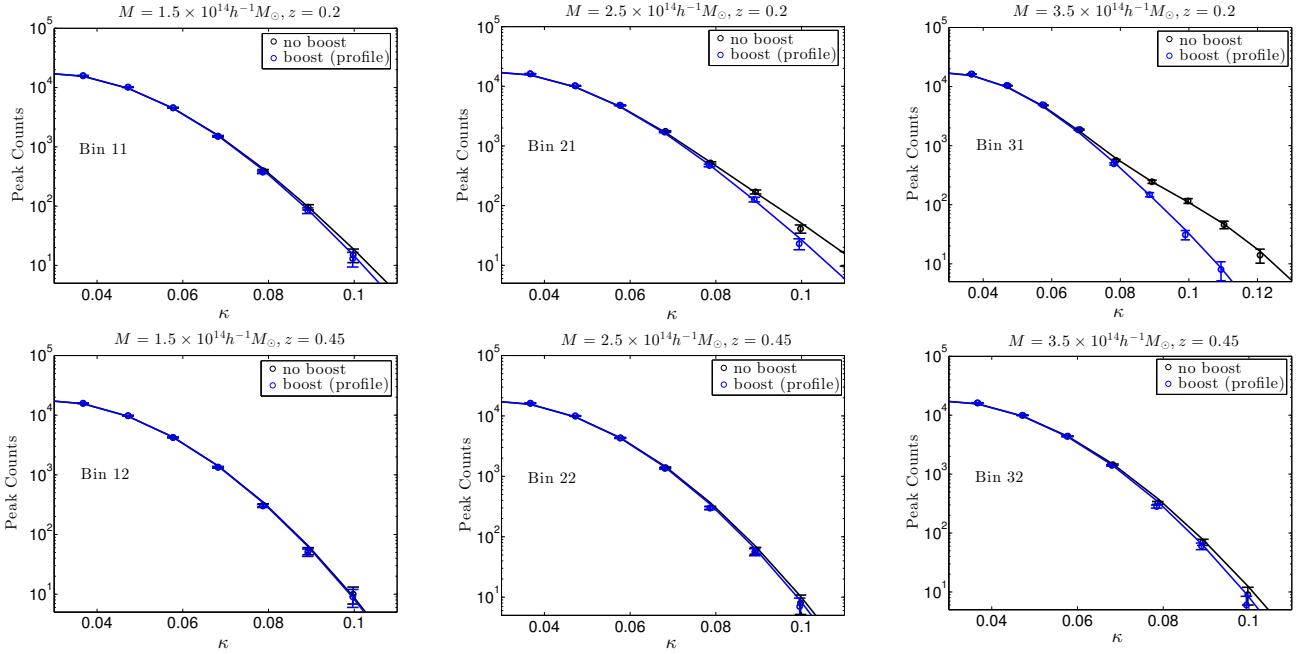 M = 1.5 × 10^14 h^−1 M_⊙, z = 0.2
10^5
10^4
10^3
10^2
10^1
Peak Counts
no boost
boost (profile)
Bin 11
0.04 0.06 0.08 0.1
κ
M = 2.5 × 10^14 h^−1 M_⊙, z = 0.2
10^5
10^4
10^3
10^2
10^1
Peak Counts
no boost
boost (profile)
Bin 21
0.04 0.06 0.08 0.1
κ
M = 3.5 × 10^14 h^−1 M_⊙, z = 0.2
10^5
10^4
10^3
10^2
10^1
Peak Counts
no boost
boost (profile)
Bin 31
0.04 0.06 0.08 0.1 0.12
κ
M = 1.5 × 10^14 h^−1 M_⊙, z = 0.45
10^5
10^4
10^3
10^2
10^1
Peak Counts
no boost
boost (profile)
Bin 12
0.04 0.06 0.08 0.1
κ
M = 2.5 × 10^14 h^−1 M_⊙, z = 0.45
10^5
10^4
10^3
10^2
10^1
Peak Counts
no boost
boost (profile)
Bin 22
0.04 0.06 0.08 0.1
κ
M = 3.5 × 10^14 h^−1 M_⊙, z = 0.45
10^5
10^4
10^3
10^2
10^1
Peak Counts
no boost
boost (profile)
Bin 32
0.04 0.06 0.08 0.1
κ